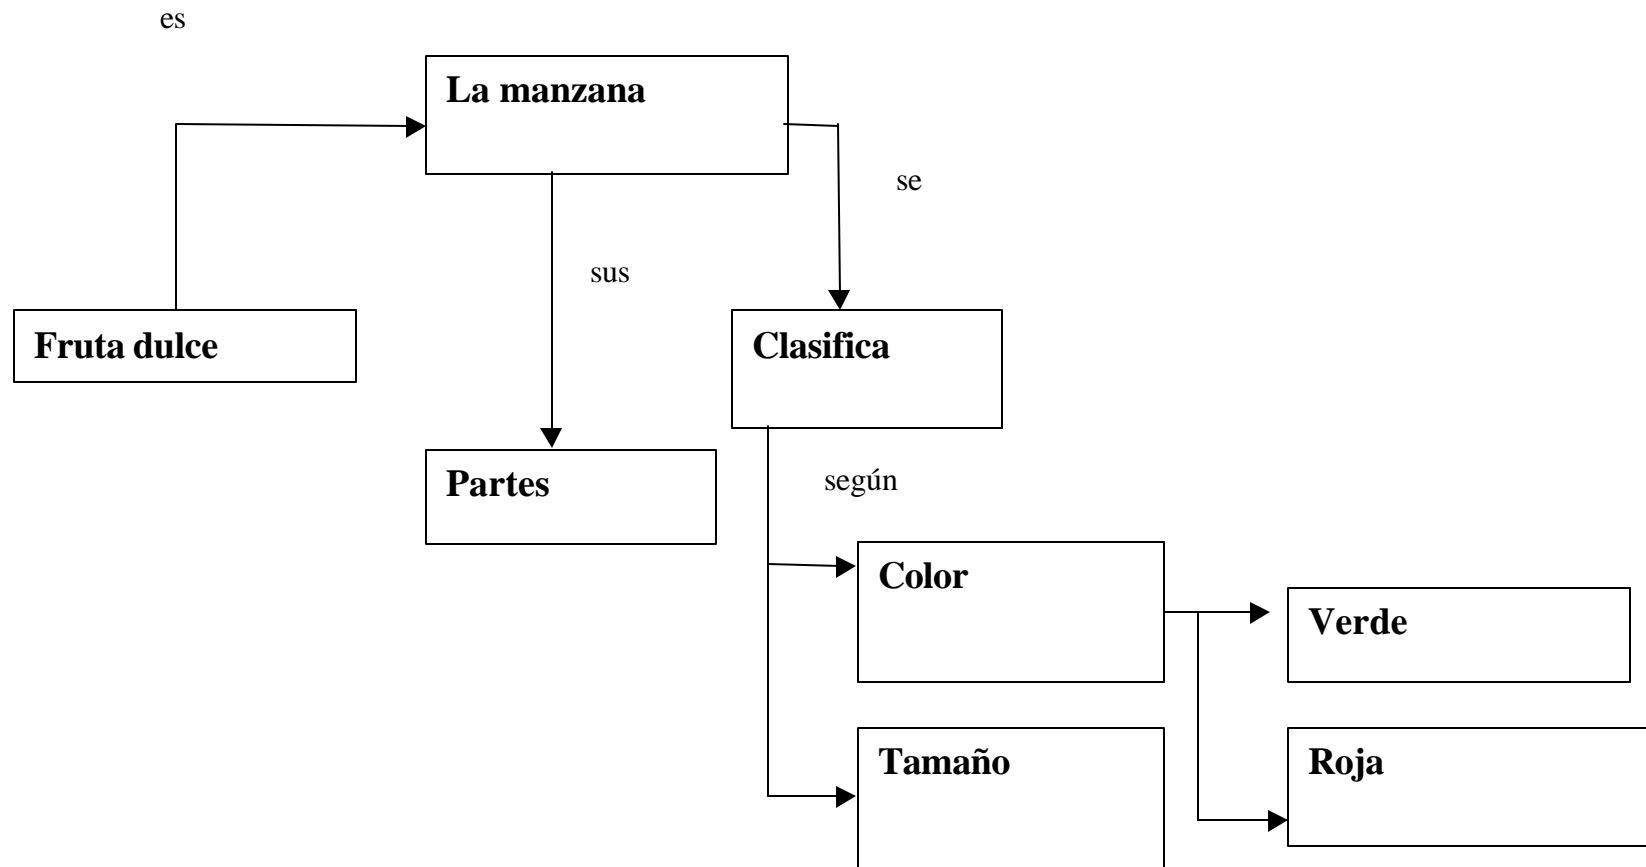 es
La manzana
se
sus
Fruta dulce
Clasifica
Partes
según
Color
Verde
Tamaño
Roja